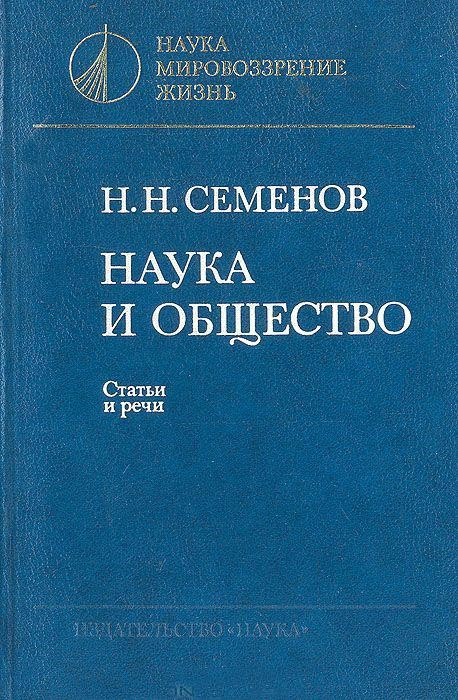 НАУКА
МИРОВОЗЗРЕНИЕ
ЖИЗНЬ
Н. Н. СЕМЕНОВ
НАУКА
И ОБЩЕСТВО
Статьи
и речи
ИЗДАТЕЛЬСТВО «НАУКА»